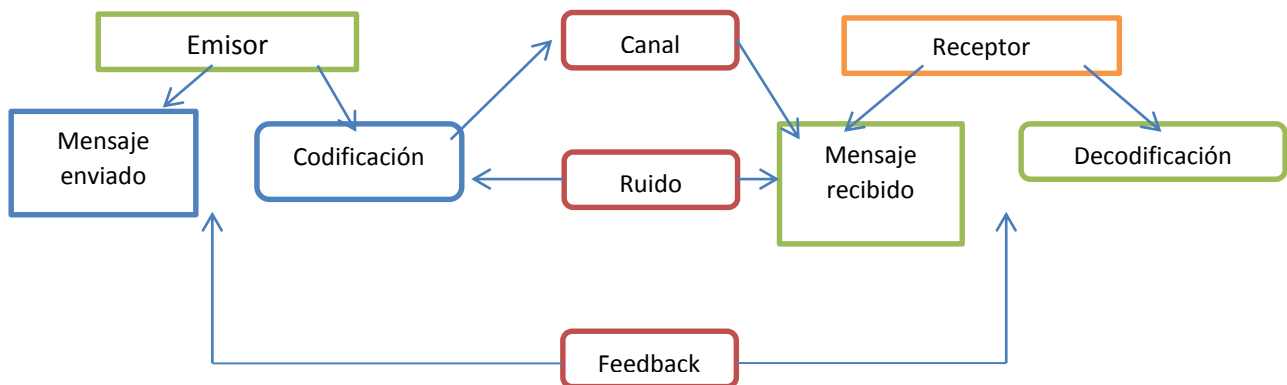 Emisor
Canal
Receptor
Mensaje
enviado
Codificación
Ruido
Mensaje
recibido
Decodificación
Feedback